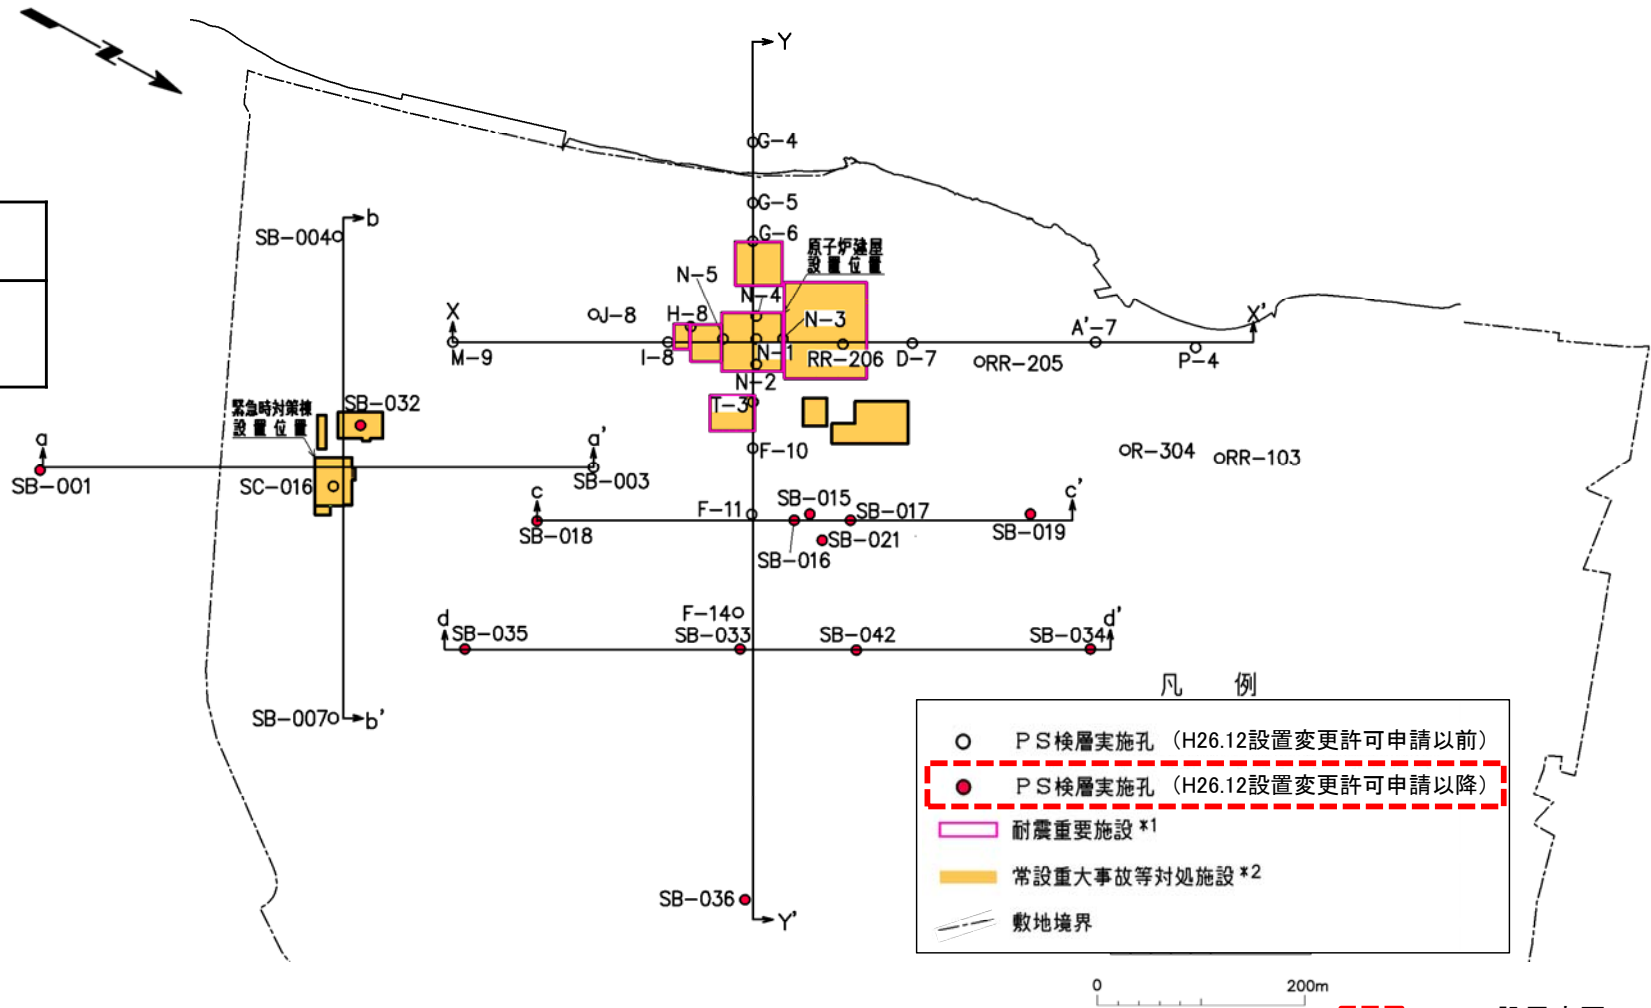 Z
Y
G-4
G-5
G-6
原子炉建屋
設置位置
b
SB-004
N-5
N-4
N-3
X
J-8
H-8
A'-7
X'
M-9
I-8
N-1
RR-206
D-7
RR-205
P-4
N-2
T-3
緊急時対策棟
設置位置
SB-032
a
a'
F-10
R-304
RR-103
SB-001
SC-016
SB-003
c
SB-015
c'
F-11
SB-017
SB-018
SB-019
SB-016
SB-021
F-14
d
SB-035
SB-033
SB-042
SB-034
d'
SB-007
b'
SB-036
Y'
凡 例
PS検層実施孔 (H26.12設置変更許可申請以前)
PS検層実施孔 (H26.12設置変更許可申請以降)
耐震重要施設*1
常設重大事故等対処施設*2
敷地境界
0 200m